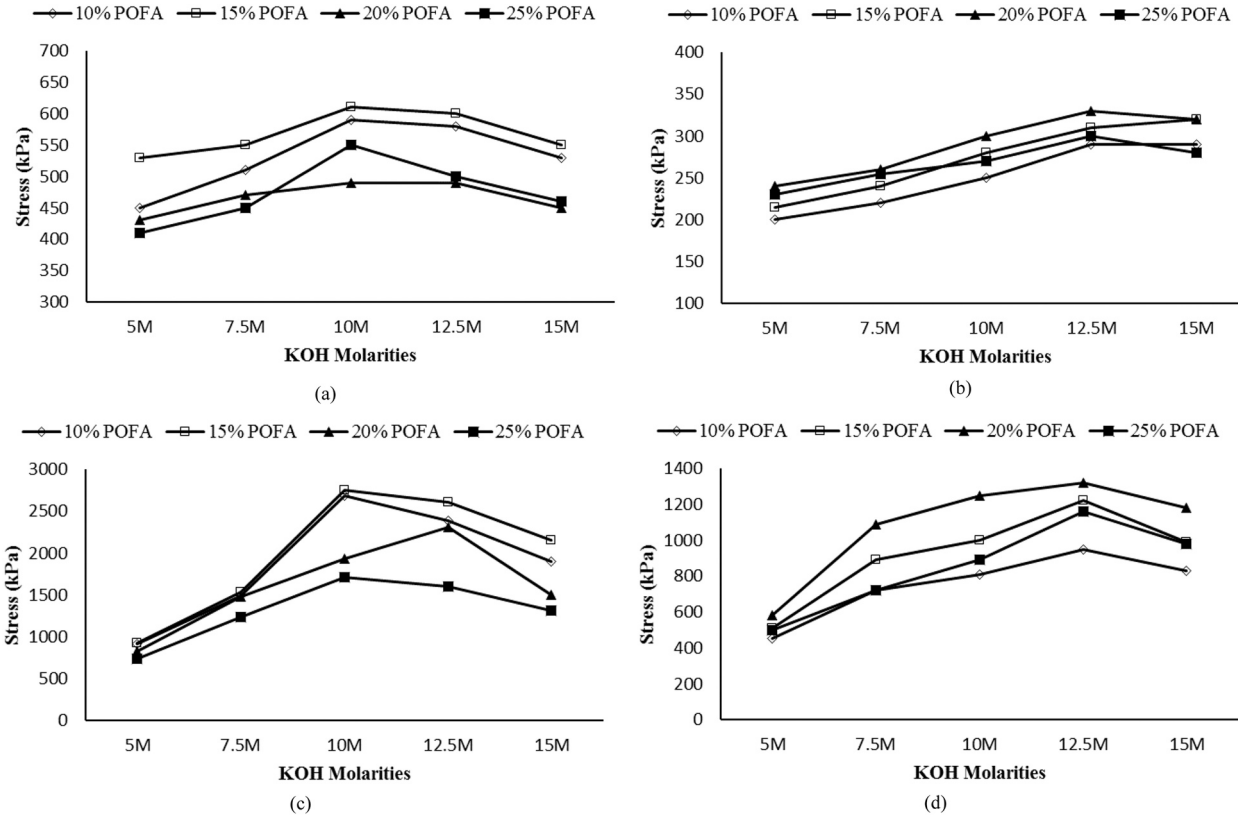 10% POFA 15% POFA 20% POFA 25% POFA
700
650
600
550
500
450
400
350
300
Stress (kPa)
5M 7.5M 10M 12.5M 15M
KOH Molarities
(a)
10% POFA 15% POFA 20% POFA 25% POFA
400
350
300
250
200
150
100
Stress (kPa)
5M 7.5M 10M 12.5M 15M
KOH Molarities
(b)
10% POFA 15% POFA 20% POFA 25% POFA
3000
2500
2000
1500
1000
500
0
Stress (kPa)
5M 7.5M 10M 12.5M 15M
KOH Molarities
(c)
10% POFA 15% POFA 20% POFA 25% POFA
1400
1200
1000
800
600
400
200
0
Stress (kPa)
5M 7.5M 10M 12.5M 15M
KOH Molarities
(d)